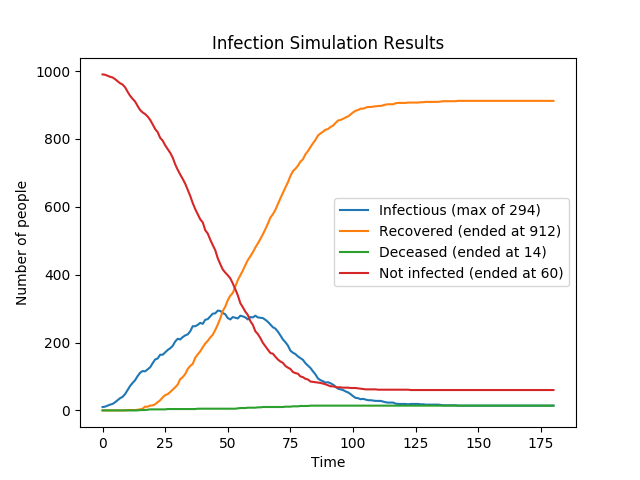 Infection Simulation Results
1000
800
600
400
200
0
Number of people
Infectious (max of 294)
Recovered (ended at 912)
Deceased (ended at 14)
Not infected (ended at 60)
0 25 50 75 100 125 150 175
Time